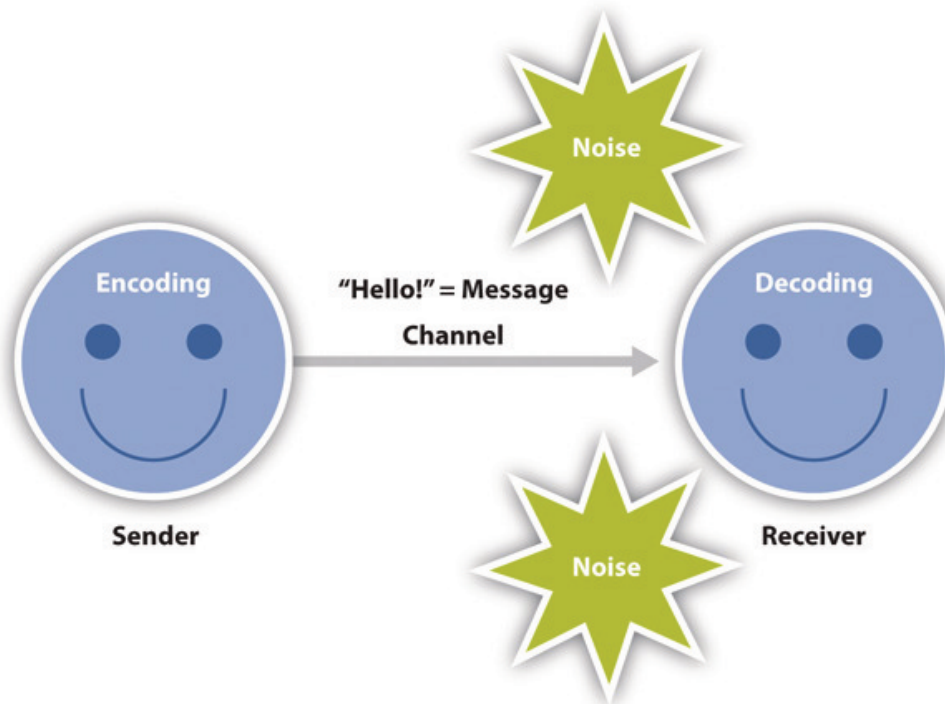 Noise
Encoding
“Hello!” = Message
Channel
Decoding
Sender
Noise
Receiver